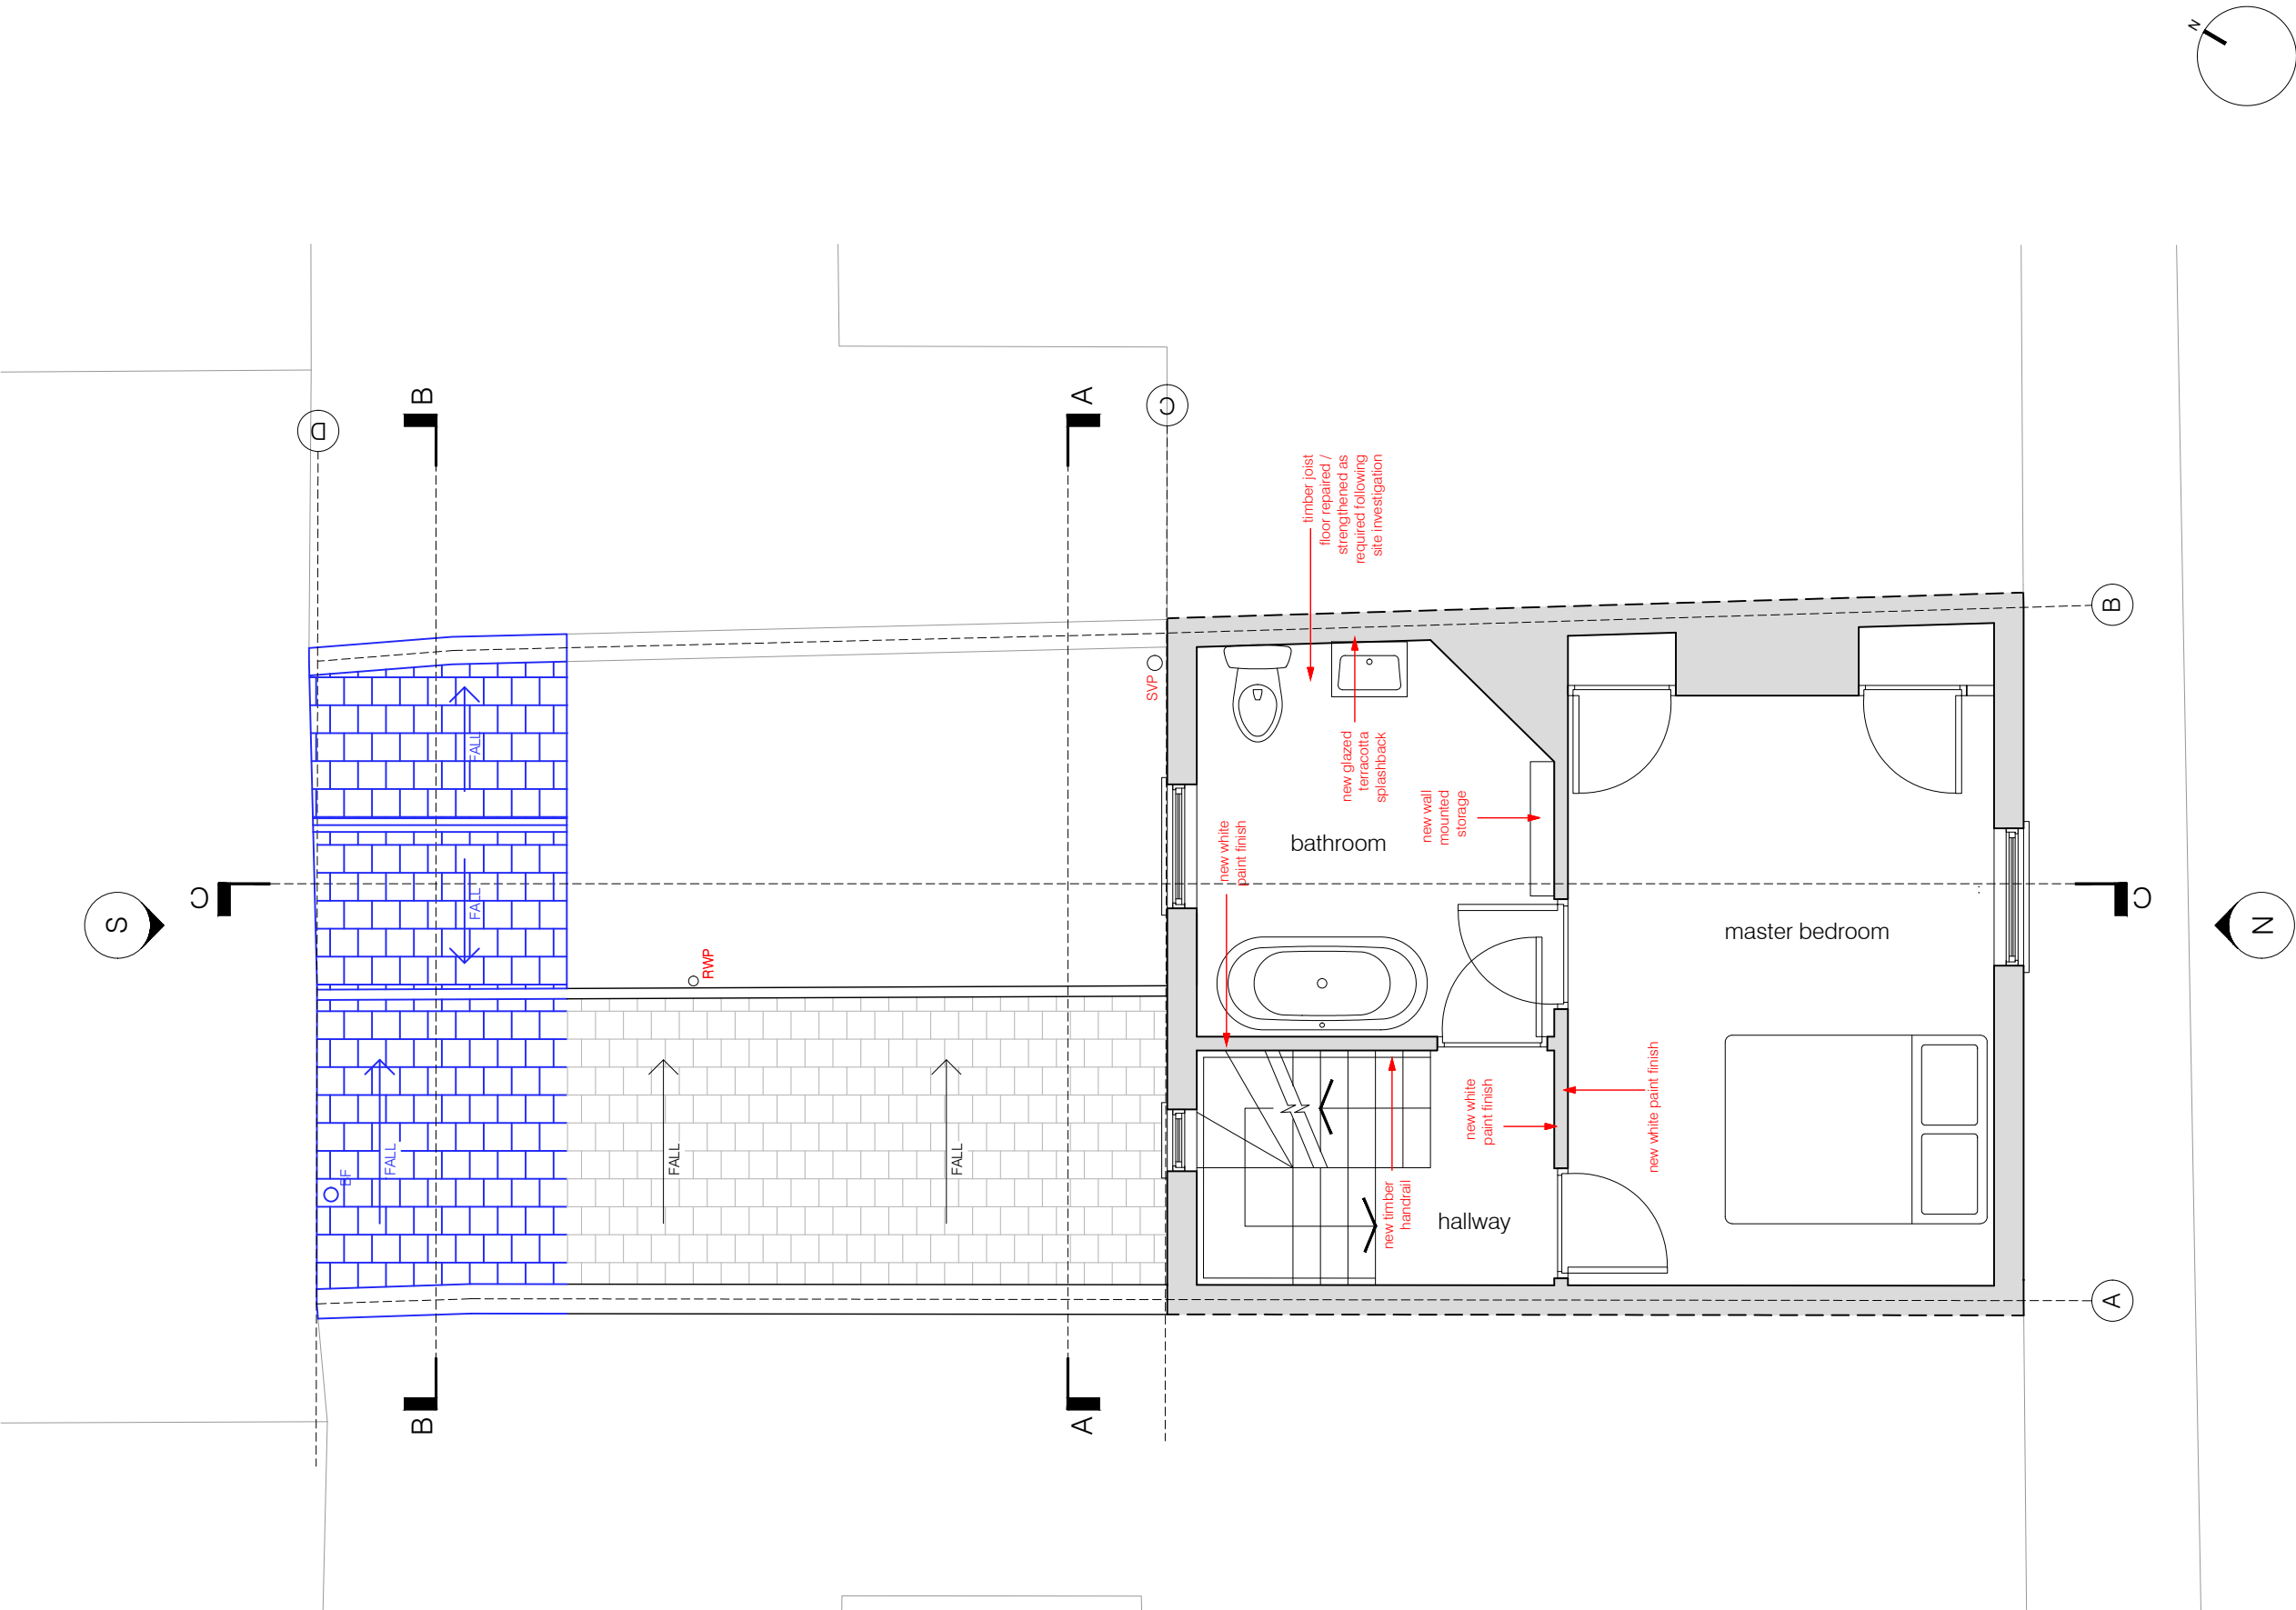 N
B
A
C
D
timber joist
floor repaired /
strengthened as
required following
site investigation
B
SVP
FALL
new glazed
terracotta
splashback
new wall
mounted
storage
new white
paint finish
bathroom
C
C
FALL
S
N
master bedroom
RWP
new white
paint finish
new white paint finish
FALL
FALL
FALL
EF
new timber
handrail
hallway
A
B
A